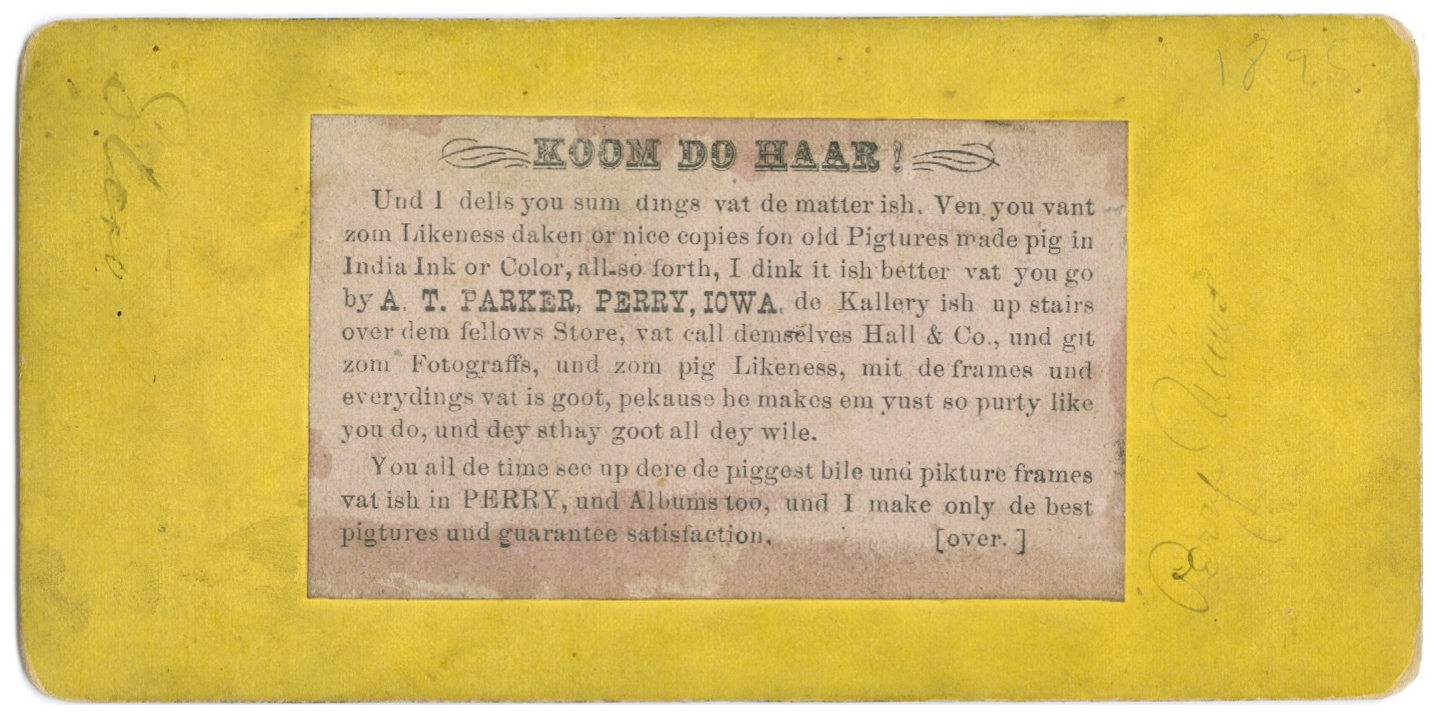 KOOM DO HAAR!
Und I dells you sum dings vat de matter ish. Ven you vant
zom Likeness daken or nice copies fon old Pigtures made pig in
India Ink or Color, all-so forth, I dink it ish better vat you go
by A. T. PARKER, PERRY, IOWA, de Kallery ish up stairs
over dem fellows Store, vat call demselves Hall & Co., und git
zom Fotograffs, und zom pig Likeness, mit de frames und
everydings vat is goot, pekause he makes em yust so purty like
you do, und dey sthay goot all dey wile.
You all de time see up dere de piggest bile und pikture frames
vat ish in PERRY, und Albums too, und I make only de best
pigtures und guarantee satisfaction. [over. ]
Stereo.
1895
Perry Iowa